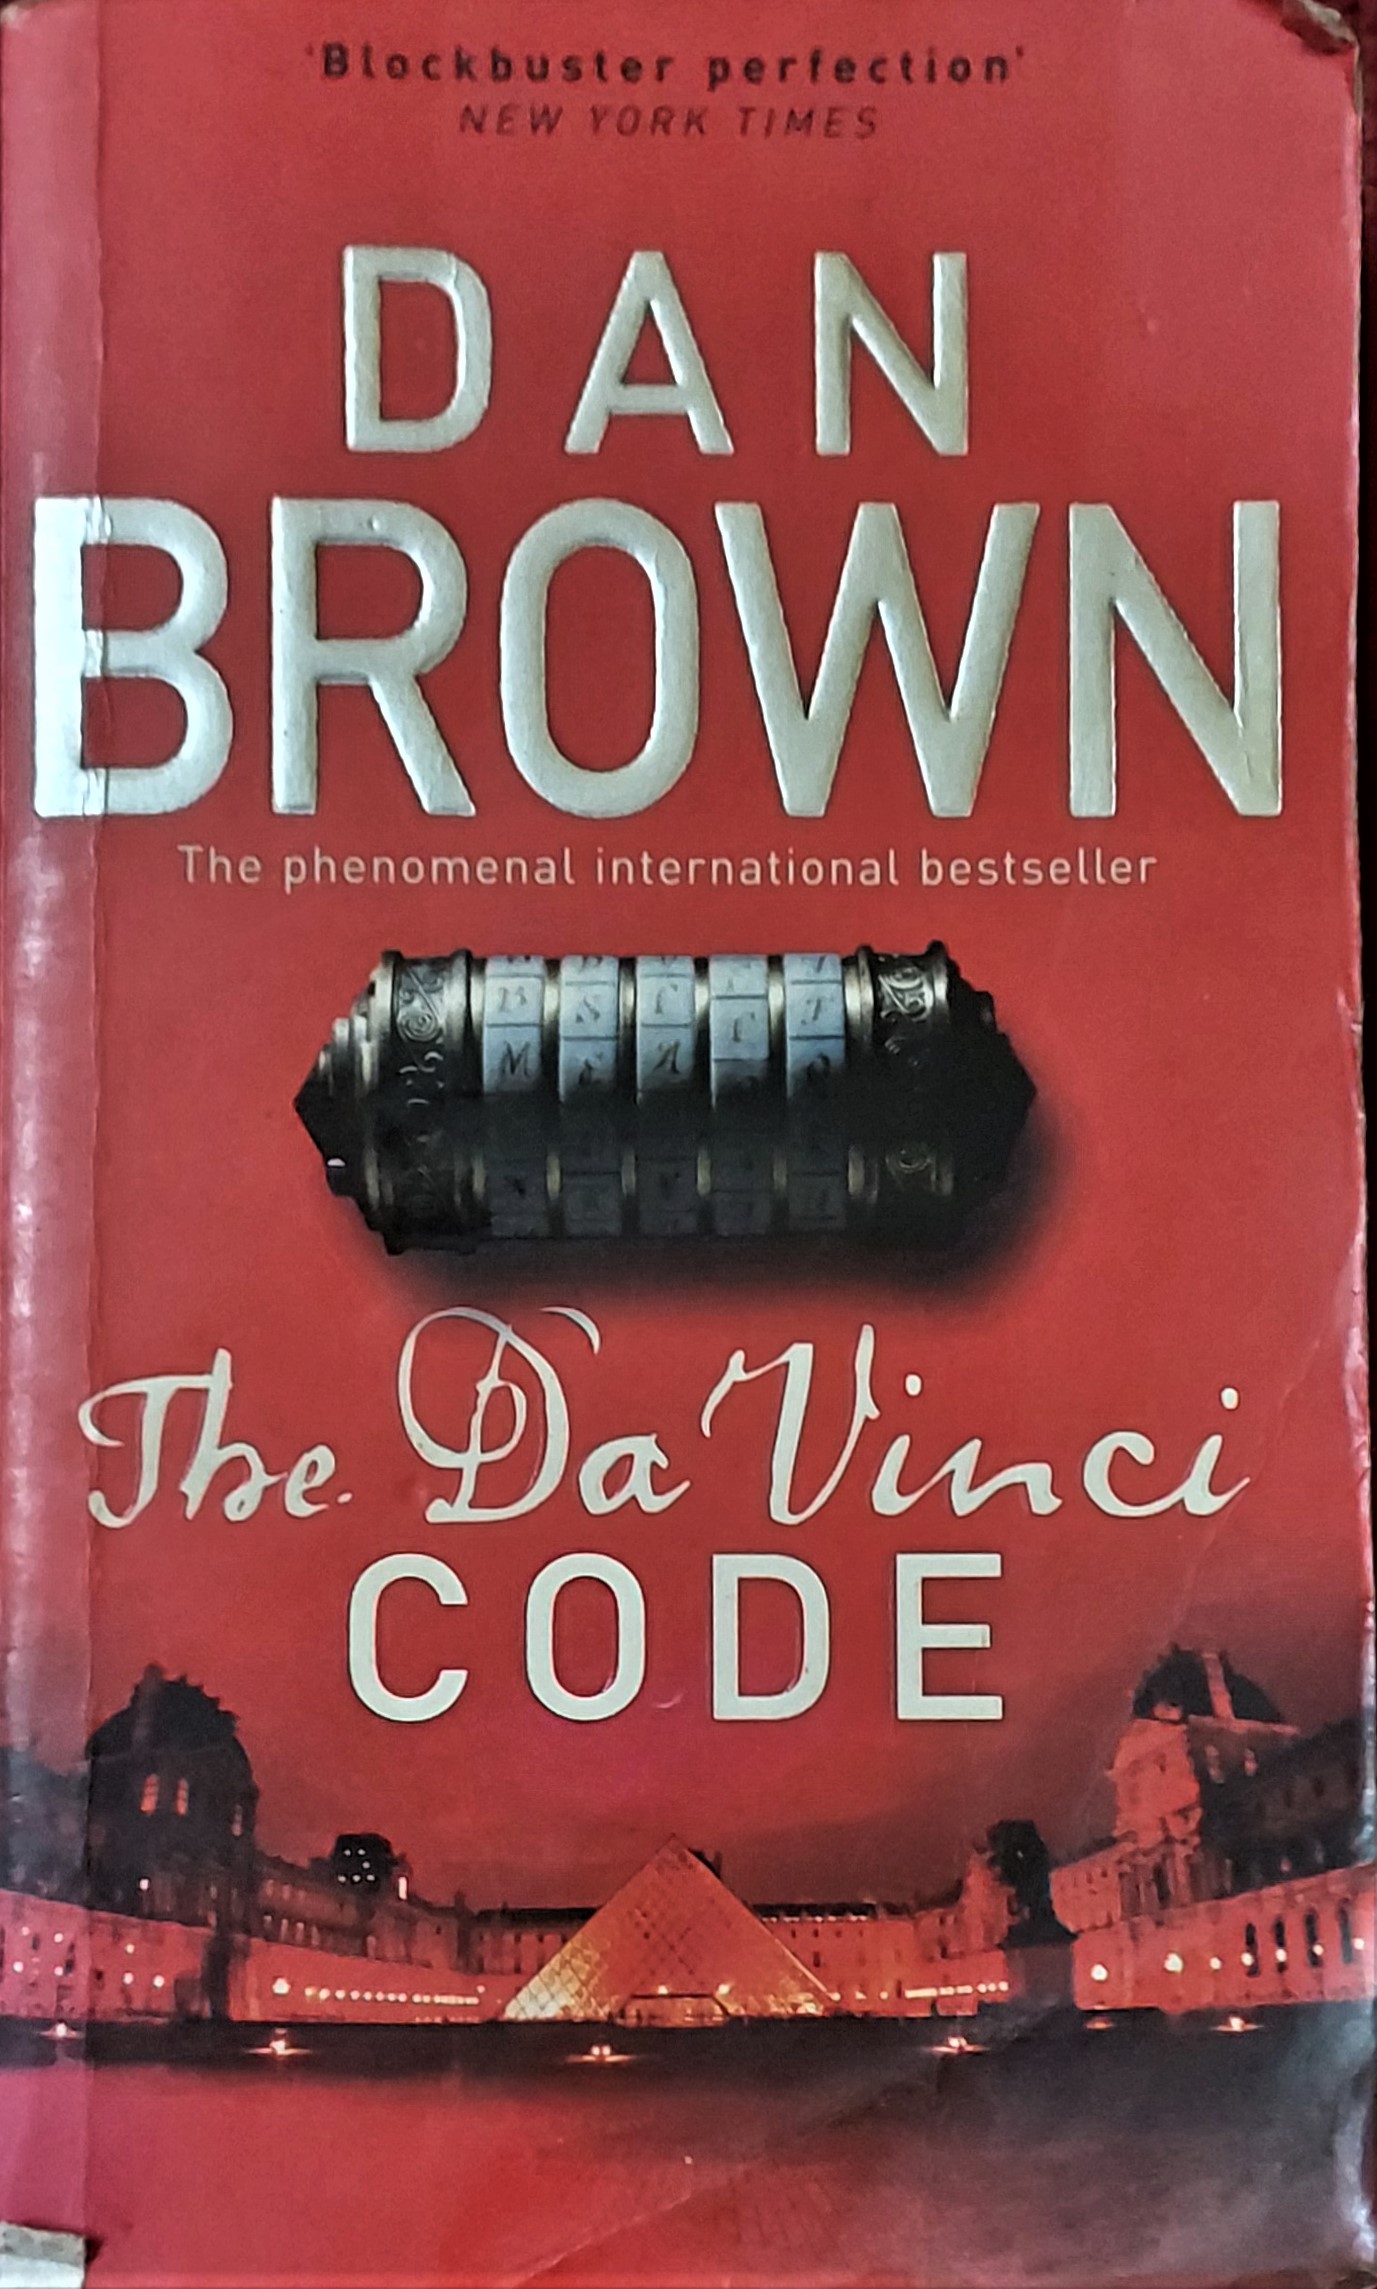 'Blockbuster perfection'
NEW YORK TIMES
DAN
BROWN
The phenomenal international bestseller
The Da Vinci
CODE